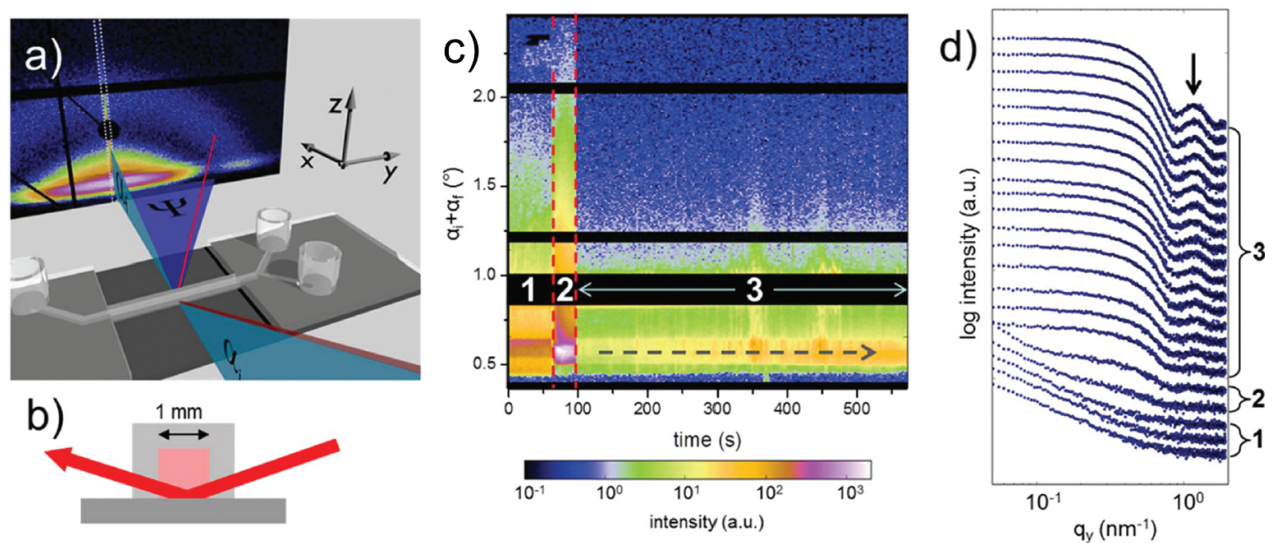 a)
z
x
y
Ψ
α
i
b)
1 mm
c)
αi+αf (°)
2.0
1.5
1.0
0.5
1
2
3
0
100
200
300
400
500
time (s)
10-1
100
101
102
103
intensity (a.u.)
d)
log intensity (a.u.)
3
2
1
10-1
100
qy (nm-1)